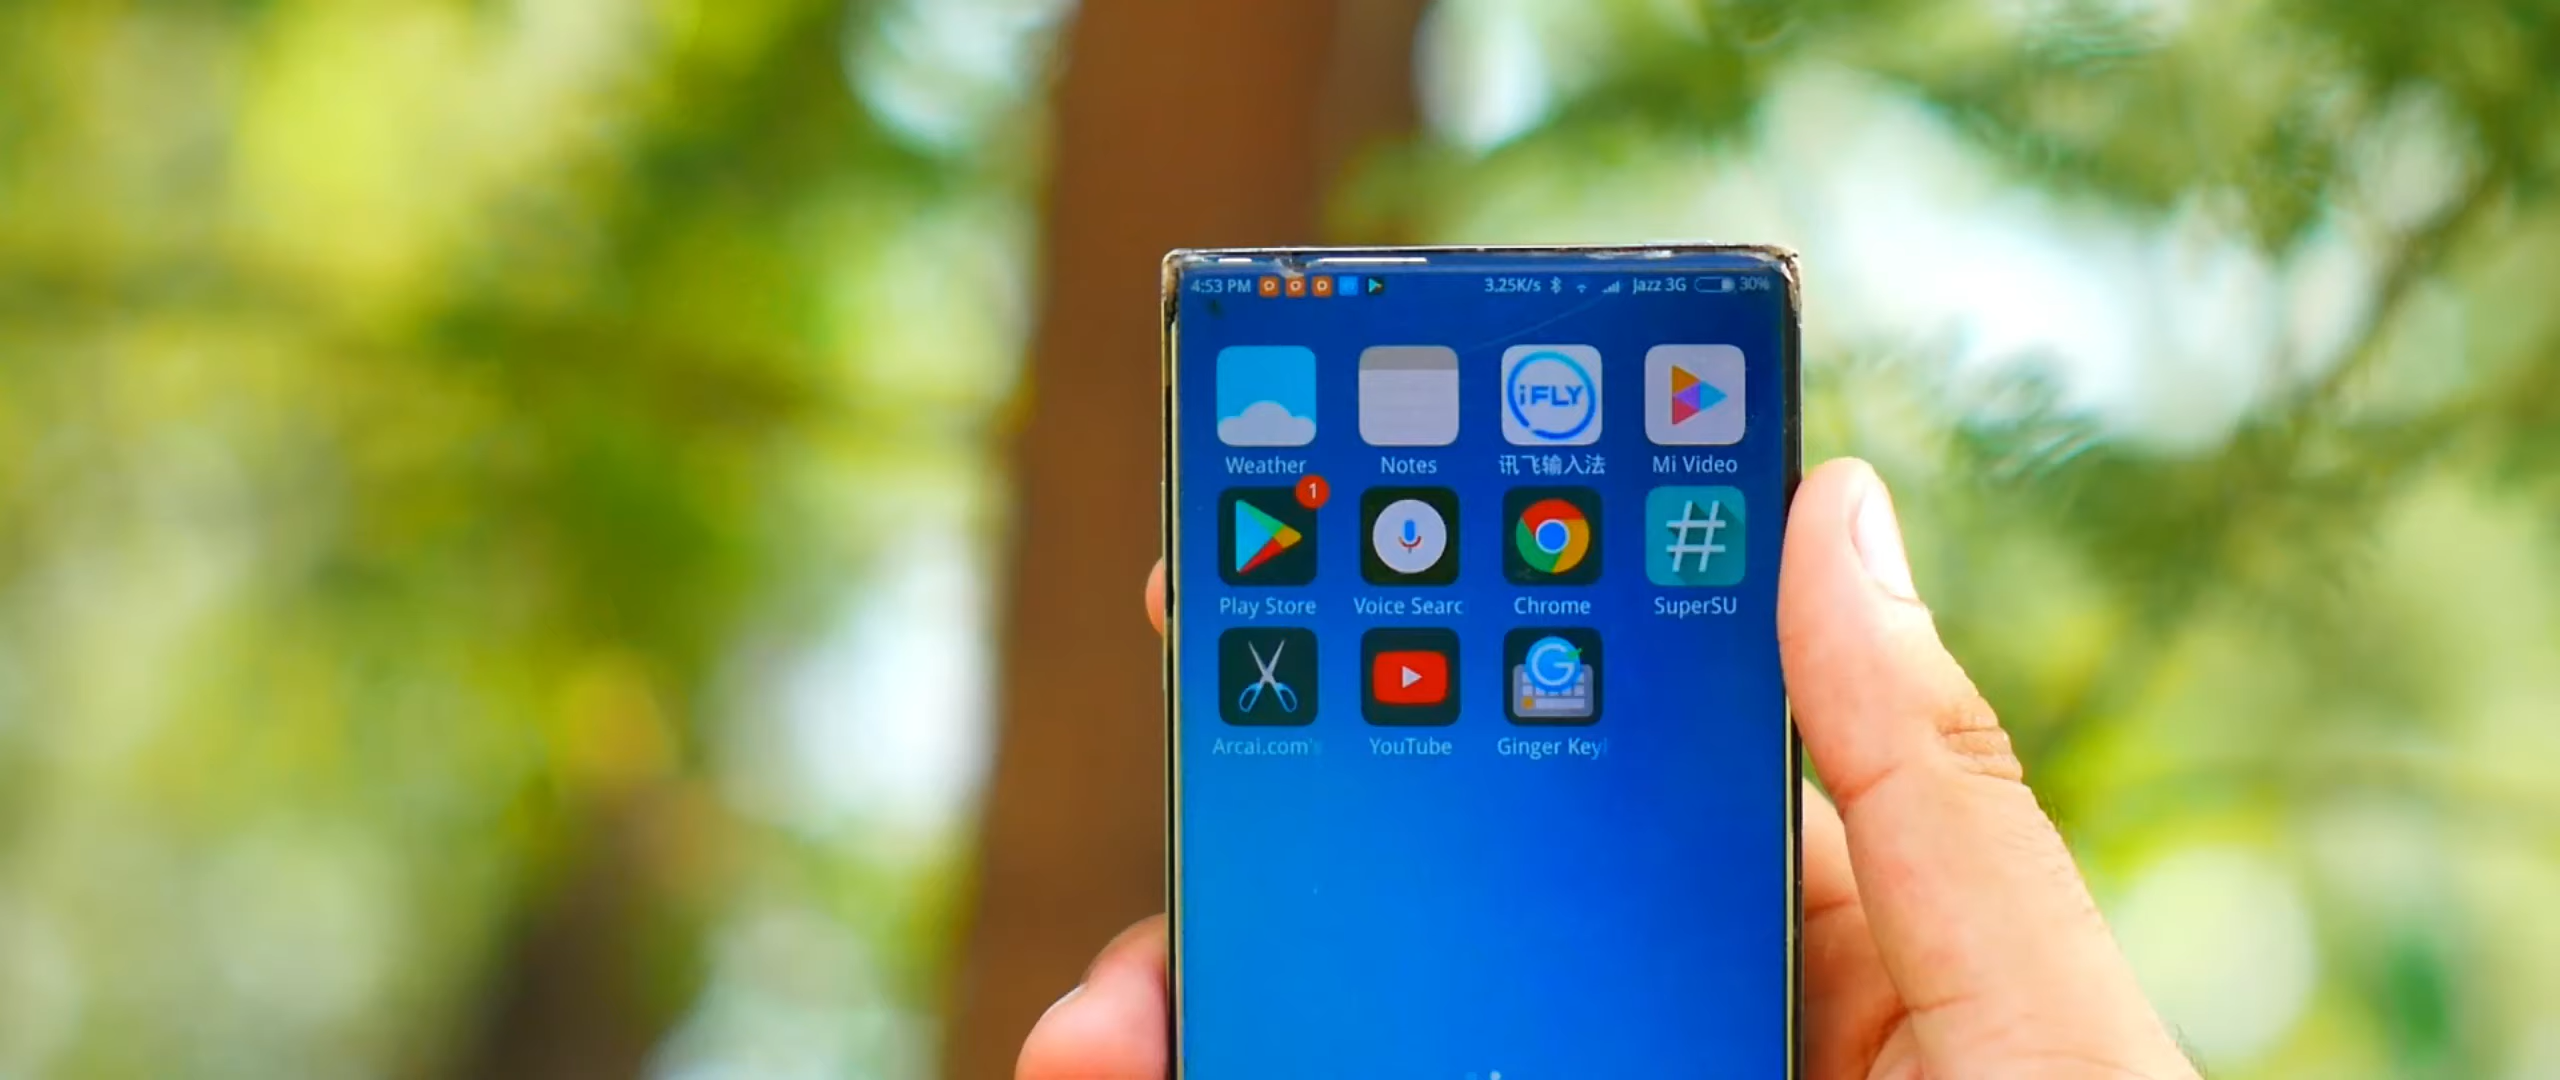 4:53 PM 3.25K/s Jazz 3G 30%
iFLY
Weather Notes 讯飞输入法 Mi Video
1
Play Store Voice Searc Chrome SuperSU
G
Arcai.com's YouTube Ginger Key